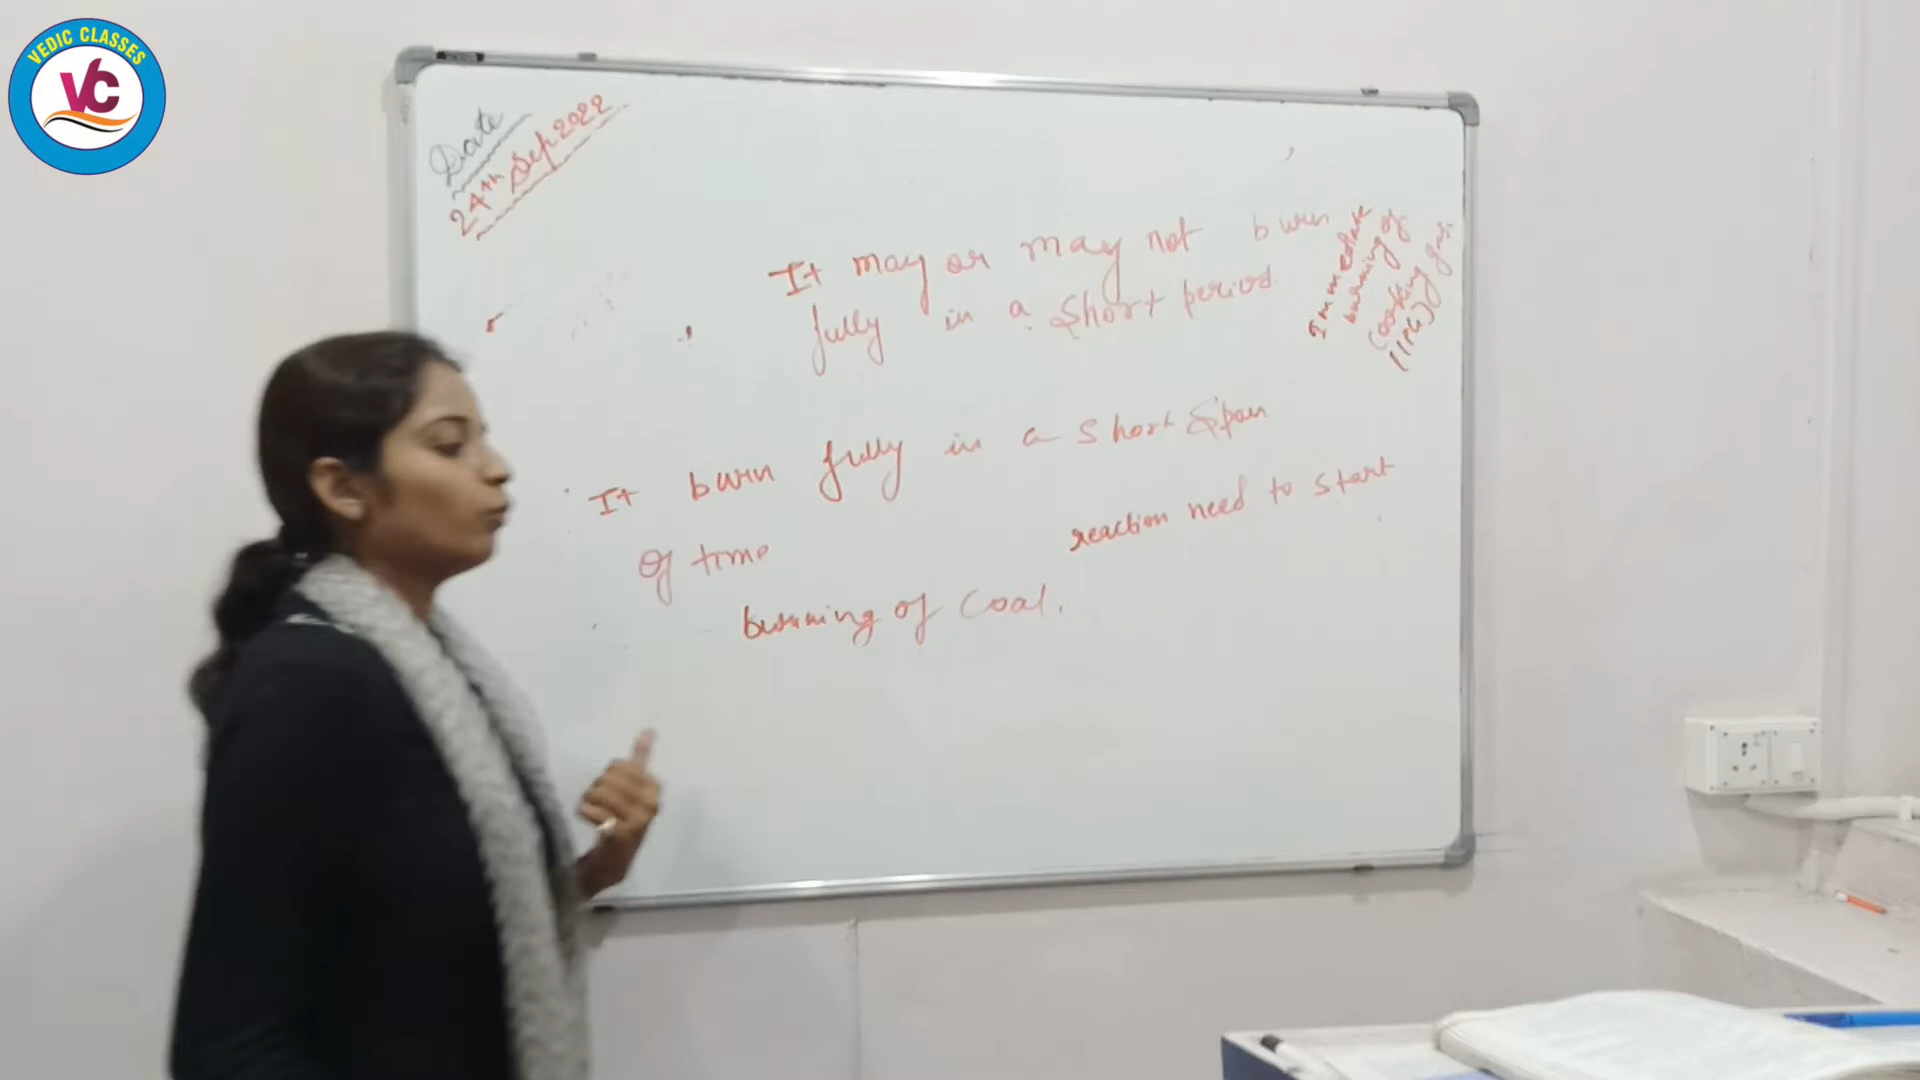 VEDIC CLASSES
VC
Date
24th Sep 2022
It may or may not burn
fully in a short period
Immediate
burning of
cooking gas
It burn fully in a short span
of time
reaction need to start
burning of coal.